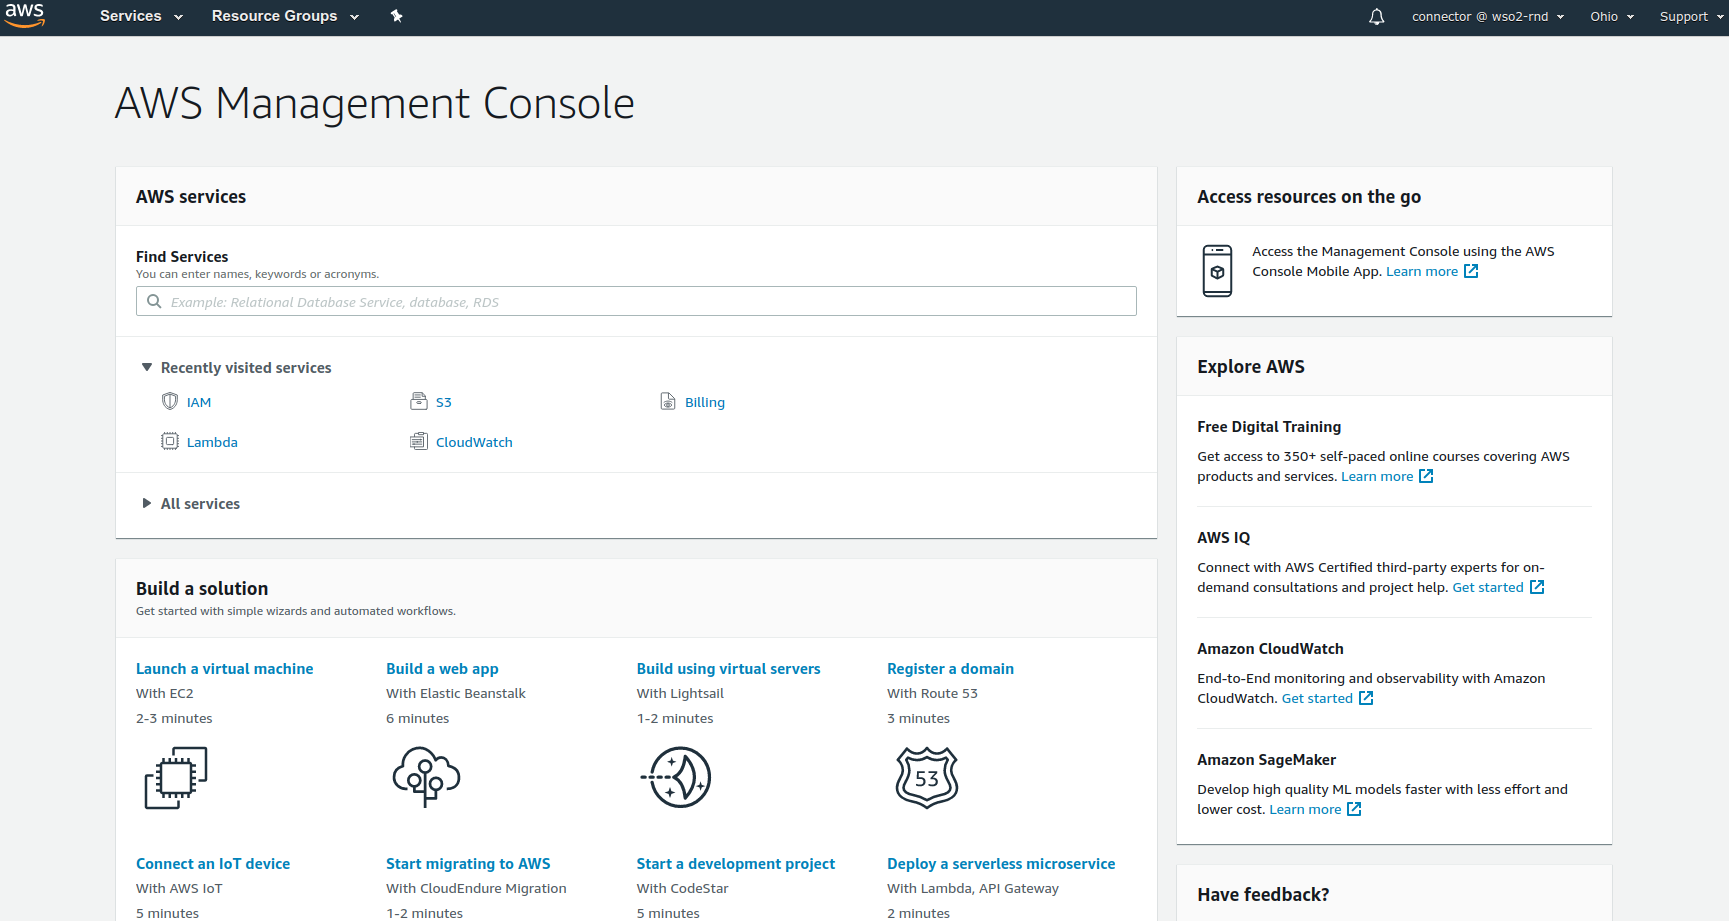 aws
Services
Resource Groups
connector @ wso2-rnd
Ohio
Support
AWS Management Console
AWS services
Find Services
You can enter names, keywords or acronyms.
Example: Relational Database Service, database, RDS
Recently visited services
IAM
S3
Billing
Lambda
CloudWatch
All services
Build a solution
Get started with simple wizards and automated workflows.
Launch a virtual machine
With EC2
2-3 minutes
Build a web app
With Elastic Beanstalk
6 minutes
Build using virtual servers
With Lightsail
1-2 minutes
Register a domain
With Route 53
3 minutes
53
Connect an IoT device
With AWS IoT
5 minutes
Start migrating to AWS
With CloudEndure Migration
1-2 minutes
Start a development project
With CodeStar
5 minutes
Deploy a serverless microservice
With Lambda, API Gateway
2 minutes
Access resources on the go
Access the Management Console using the AWS
Console Mobile App. Learn more
Explore AWS
Free Digital Training
Get access to 350+ self-paced online courses covering AWS
products and services. Learn more
AWS IQ
Connect with AWS Certified third-party experts for on-
demand consultations and project help. Get started
Amazon CloudWatch
End-to-End monitoring and observability with Amazon
CloudWatch. Get started
Amazon SageMaker
Develop high quality ML models faster with less effort and
lower cost. Learn more
Have feedback?